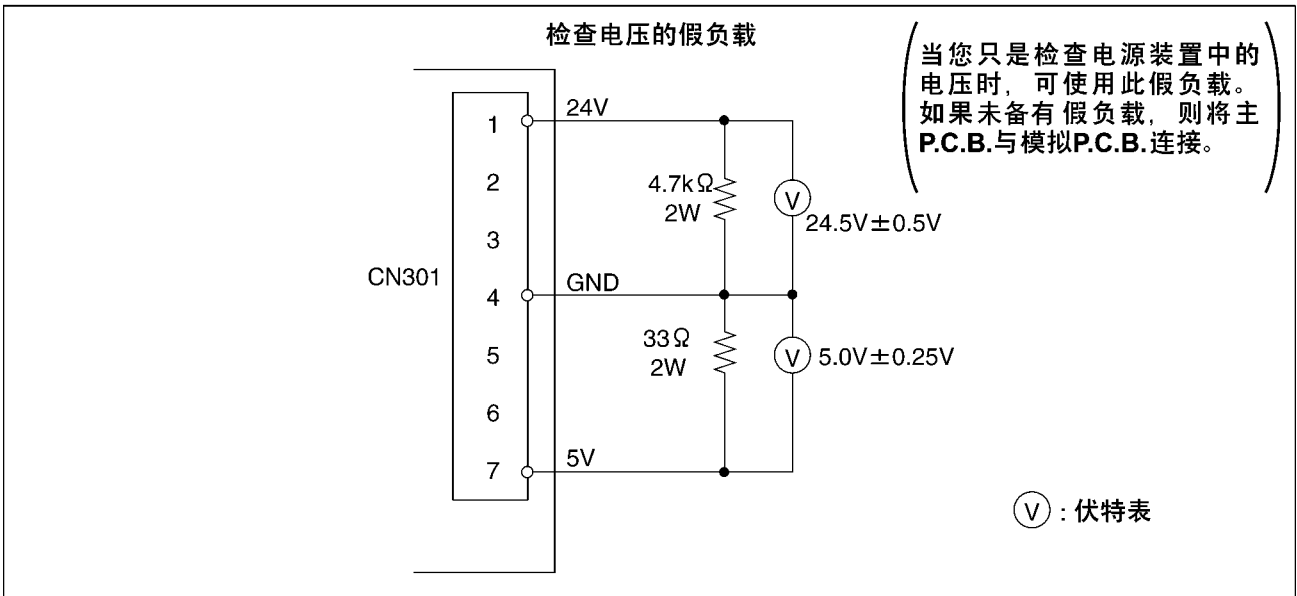 检查电压的假负载
当您只是检查电源装置中的
电压时, 可使用此假负载。
如果未备有假负载, 则将主
P.C.B.与模拟P.C.B.连接。
24V
1
2
4.7kΩ
2W
V
24.5V±0.5V
3
CN301
4
GND
33Ω
2W
V
5.0V±0.25V
5
6
7
5V
V : 伏特表